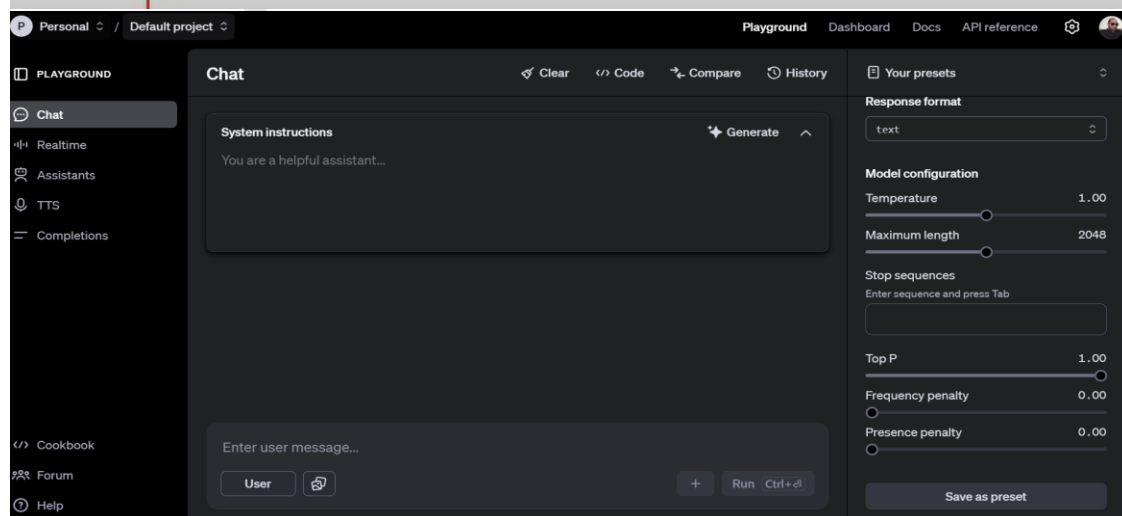 P Personal / Default project
Playground Dashboard Docs API reference
PLAYGROUND
Chat
Realtime
Assistants
TTS
Completions
Cookbook
Forum
Help
Chat
Clear Code Compare History
System instructions
Generate
You are a helpful assistant...
Enter user message...
User
+ Run Ctrl+⏎
Your presets
Response format
text
Model configuration
Temperature 1.00
Maximum length 2048
Stop sequences
Enter sequence and press Tab
Top P 1.00
Frequency penalty 0.00
Presence penalty 0.00
Save as preset